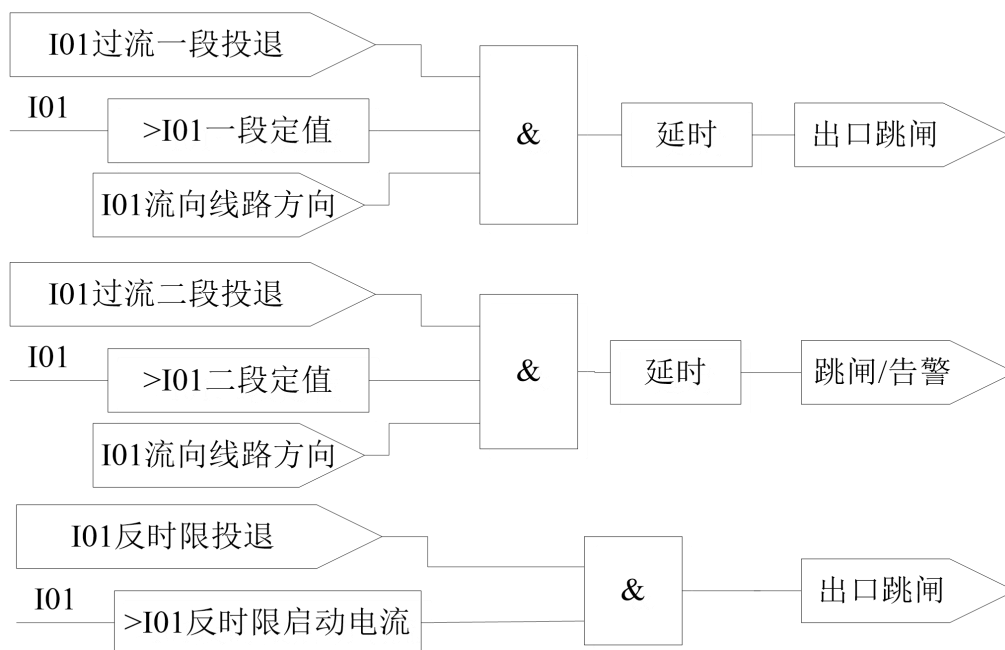 I01过流一段投退
I01
>I01一段定值
&
延时
出口跳闸
I01流向线路方向
I01过流二段投退
I01
>I01二段定值
&
延时
跳闸/告警
I01流向线路方向
I01反时限投退
I01
>I01反时限启动电流
&
出口跳闸